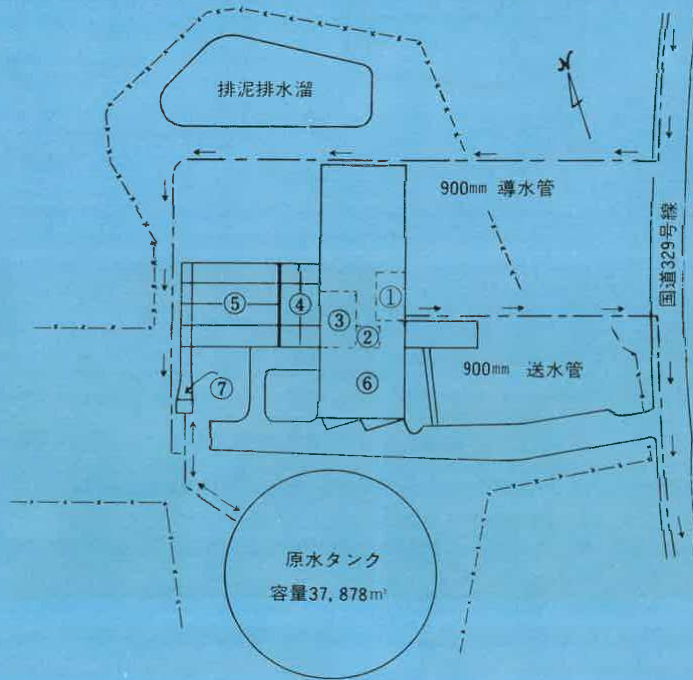 排泥排水溜
N
900mm 導水管
国道329号線
①
⑤
④
③
②
900mm 送水管
⑥
⑦
原水タンク
容量37,878m³